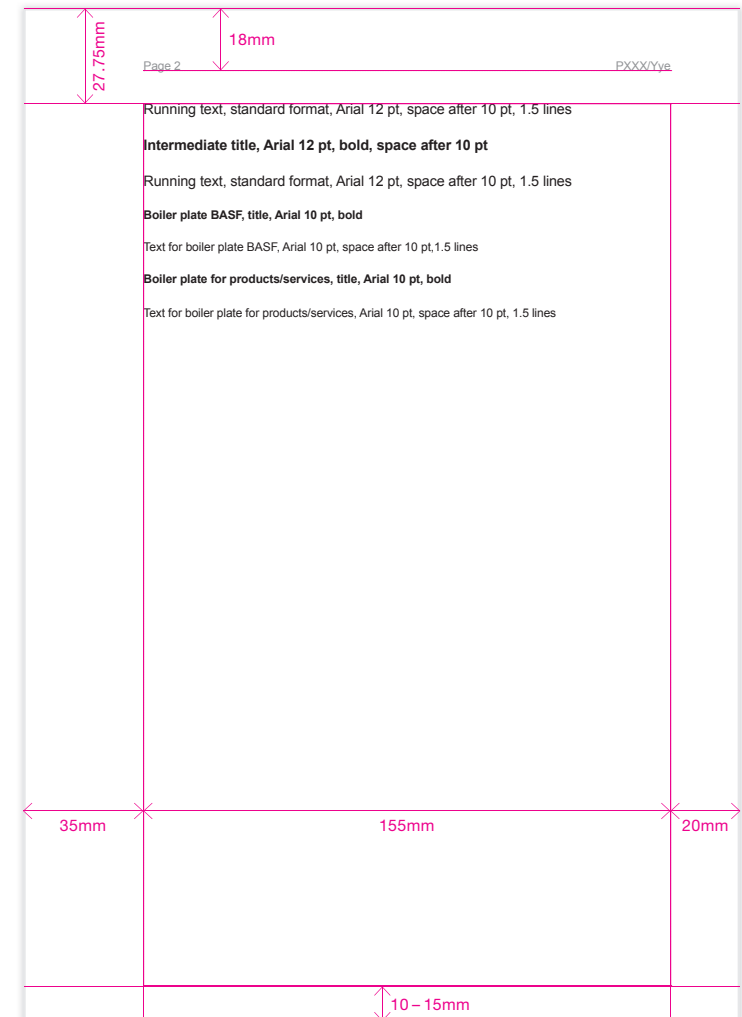 27.75mm
18mm
Page 2 PXXX/Yye
Running text, standard format, Arial 12 pt, space after 10 pt, 1.5 lines
Intermediate title, Arial 12 pt, bold, space after 10 pt
Running text, standard format, Arial 12 pt, space after 10 pt, 1.5 lines
Boiler plate BASF, title, Arial 10 pt, bold
Text for boiler plate BASF, Arial 10 pt, space after 10 pt,1.5 lines
Boiler plate for products/services, title, Arial 10 pt, bold
Text for boiler plate for products/services, Arial 10 pt, space after 10 pt, 1.5 lines
35mm 155mm 20mm
10 – 15mm